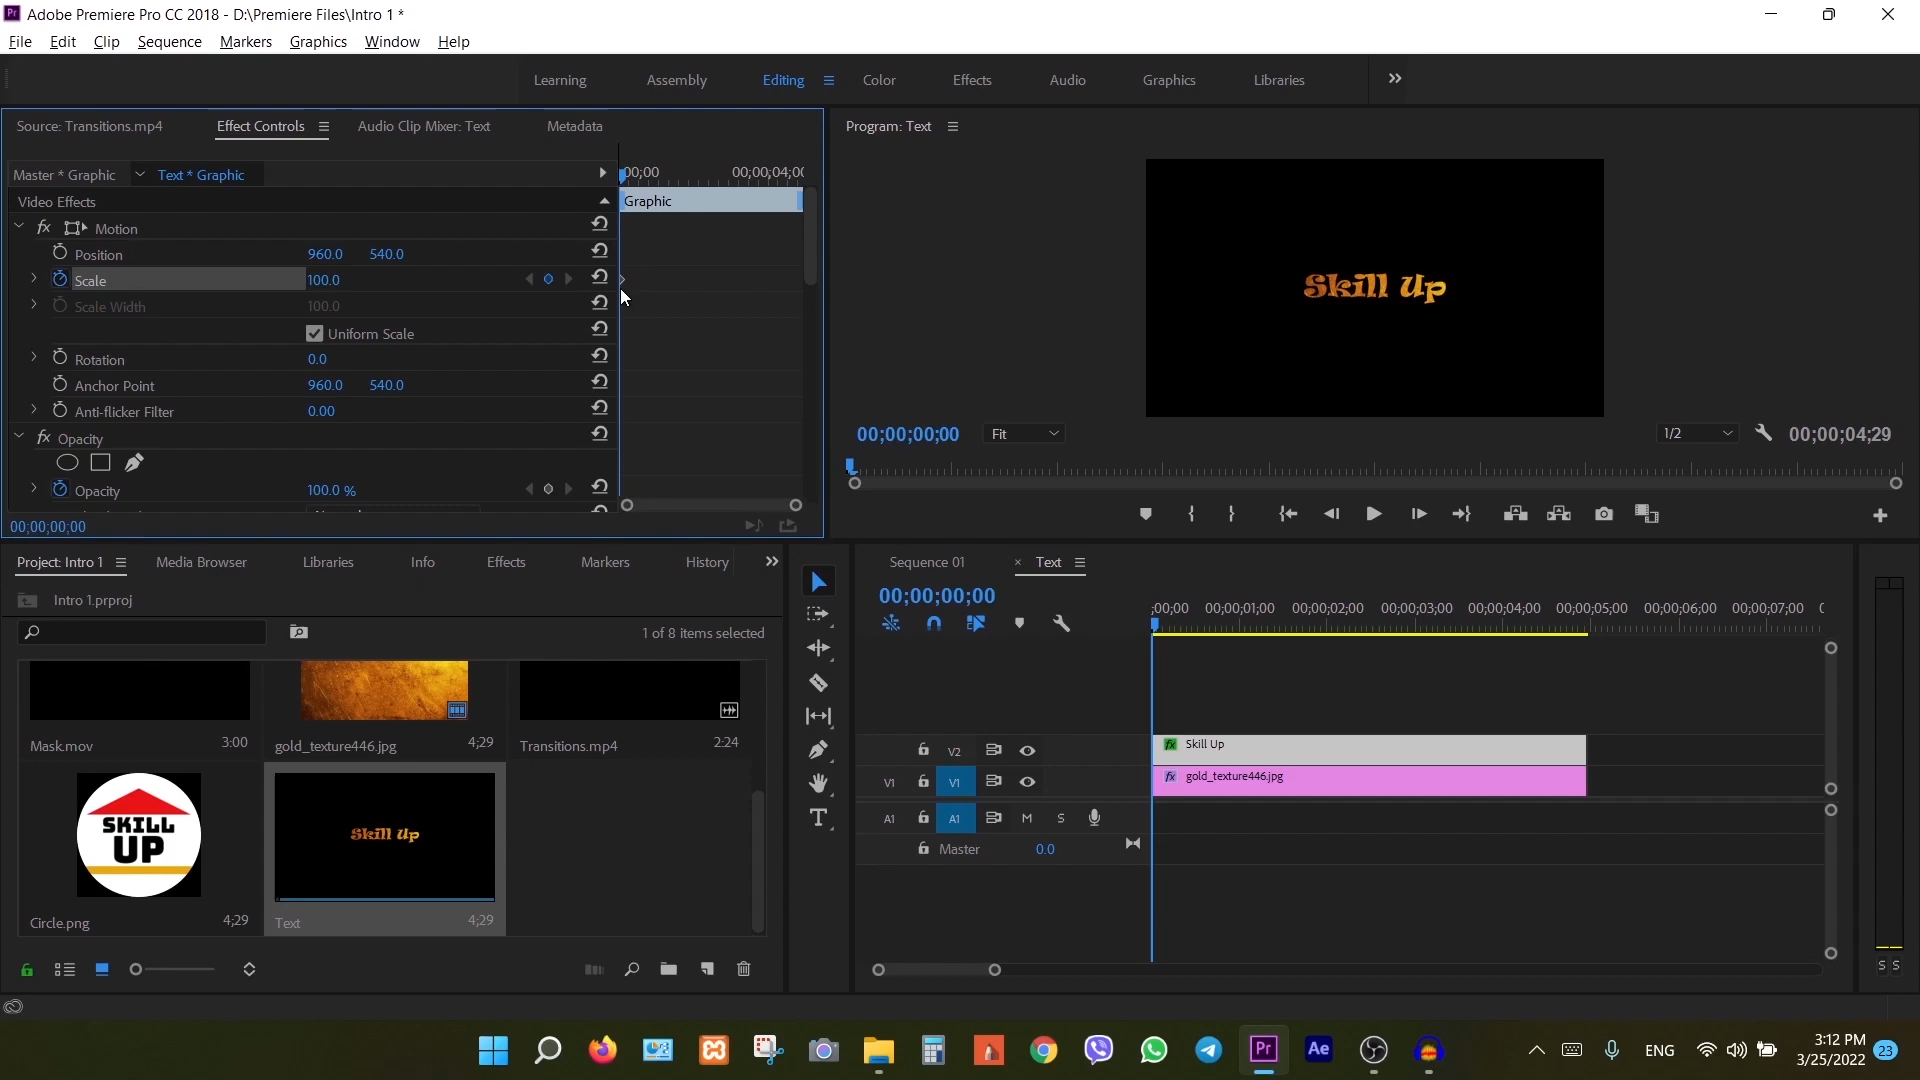 Adobe Premiere Pro CC 2018 - D:\Premiere Files\Intro 1 *
File Edit Clip Sequence Markers Graphics Window Help
Learning Assembly Editing Color Effects Audio Graphics Libraries
Source: Transitions.mp4 Effect Controls Audio Clip Mixer: Text Metadata
Program: Text
Master * Graphic Text * Graphic
00;00 00;00;04;00
Video Effects
Graphic
Motion
Position 960.0 540.0
Scale 100.0
Scale Width 100.0
Uniform Scale
Rotation 0.0
Anchor Point 960.0 540.0
Anti-flicker Filter 0.00
Opacity
Opacity 100.0 %
00;00;00;00
Skill Up
00;00;00;00 Fit 1/2 00;00;04;29
Project: Intro 1 Media Browser Libraries Info Effects Markers History
Intro 1.prproj
1 of 8 items selected
Mask.mov 3:00
gold_texture446.jpg 4;29
Transitions.mp4 2:24
SKILL
UP
Skill Up
Circle.png 4;29
Text 4;29
Sequence 01 × Text
00;00;00;00
;00;00 00;00;01;00 00;00;02;00 00;00;03;00 00;00;04;00 00;00;05;00 00;00;06;00 00;00;07;00
V2 fx Skill Up
V1 V1 fx gold_texture446.jpg
A1 A1 M S
Master 0.0
S S
Pr Ae ENG
3:12 PM
3/25/2022
23